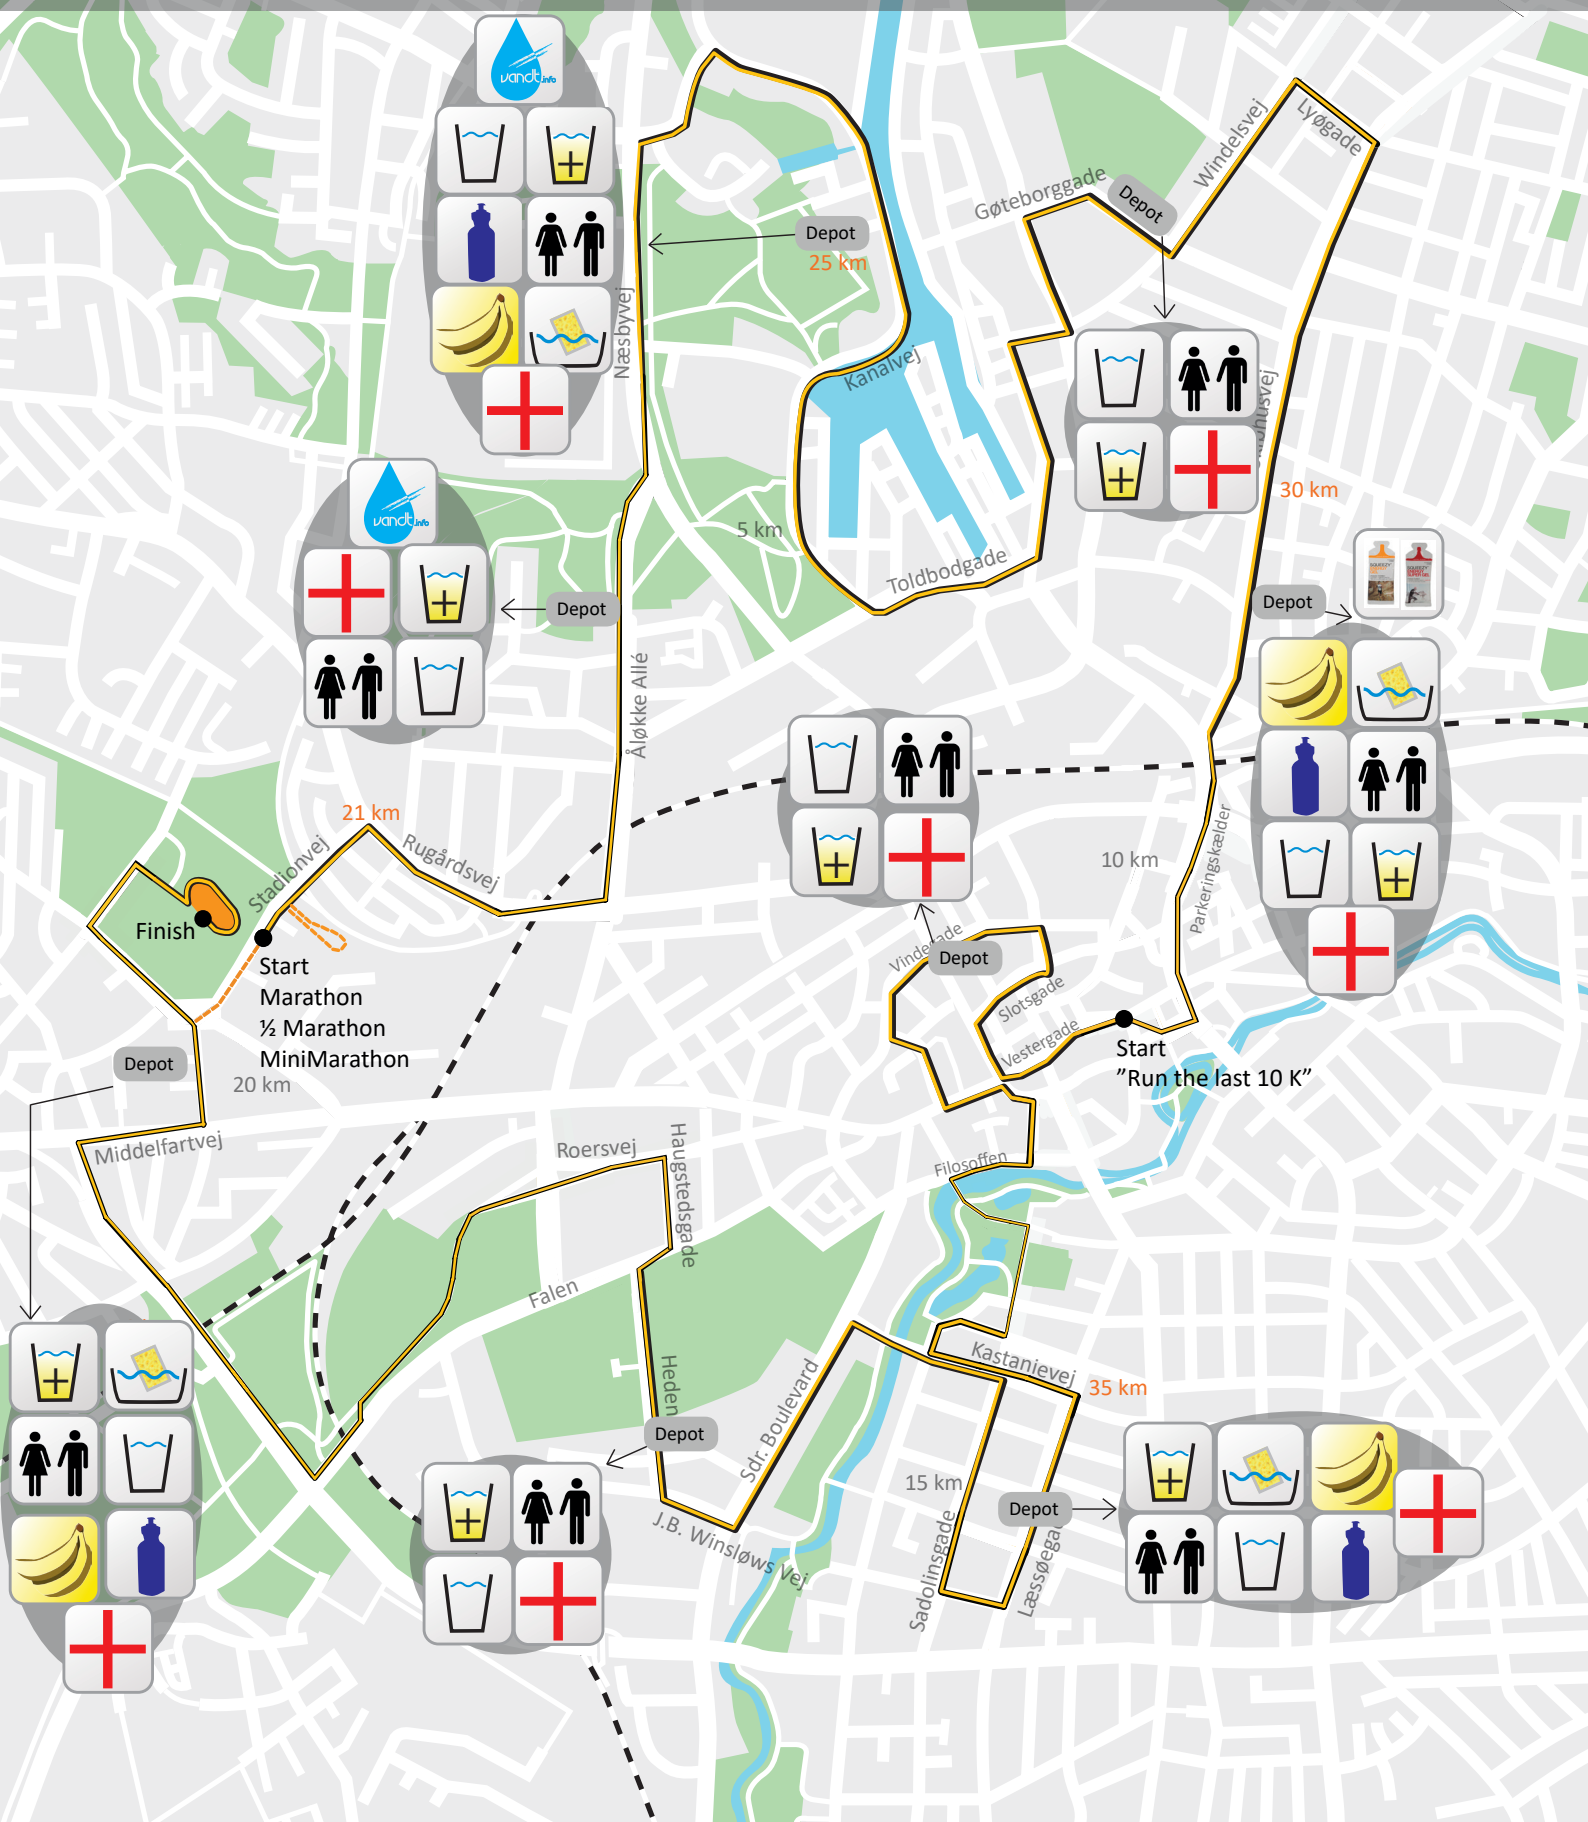 vandt.info
Windelsvej
Lyøgade
Gøteborggade
Depot
Depot
25 km
Næsbyvej
Kanalvej
vandt.info
30 km
5 km
Toldbodgade
SQUEEZY
SQUEEZY
Depot
Depot
Åløkke Allé
21 km
Rugårdsvej
Stadionvej
10 km
Parkeringskælder
Finish
Start
Marathon
½ Marathon
MiniMarathon
Depot
Slotsgade
Vestergade
Start
”Run the last 10 K”
Depot
20 km
Middelfartvej
Roersvej
Haugstedsgade
Filosoffen
Falen
Heden
Kastanievej
35 km
Sdr. Boulevard
Depot
15 km
Depot
J.B. Winsløws Vej
Sadolinsgade